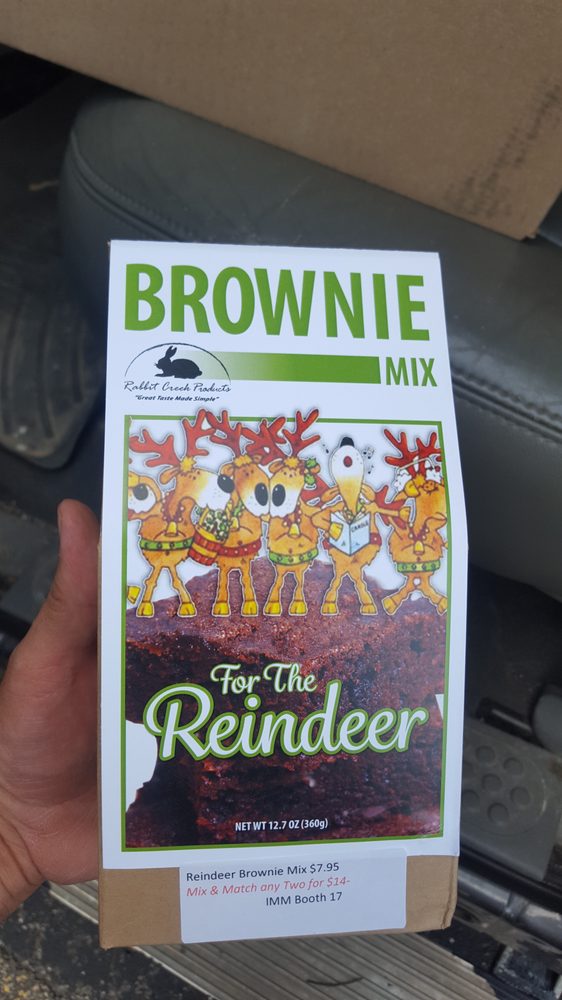 BROWNIE
MIX
Rabbit Creek Products
"Great Taste Made Simple"
CAROLS
For The
Reindeer
NET WT 12.7 OZ (360g)
Reindeer Brownie Mix $7.95
Mix & Match any Two for $14-
IMM Booth 17